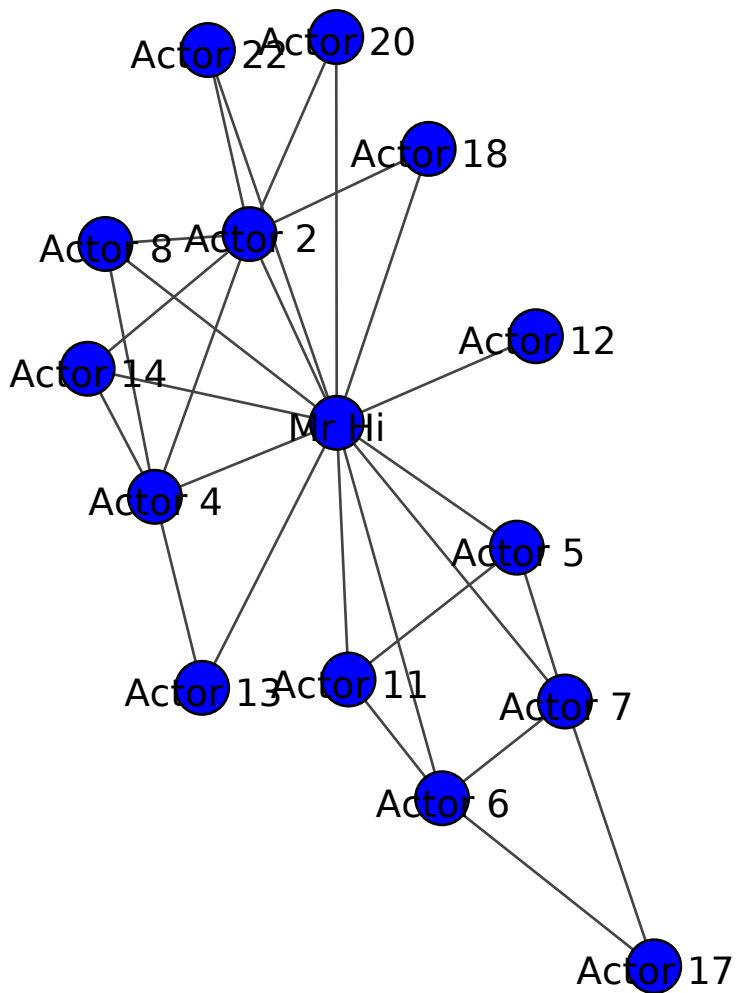 Actor 22
Actor 20
Actor 18
Actor 8
Actor 2
Actor 12
Actor 14
Mr Hi
Actor 4
Actor 5
Actor 13
Actor 11
Actor 7
Actor 6
Actor 17